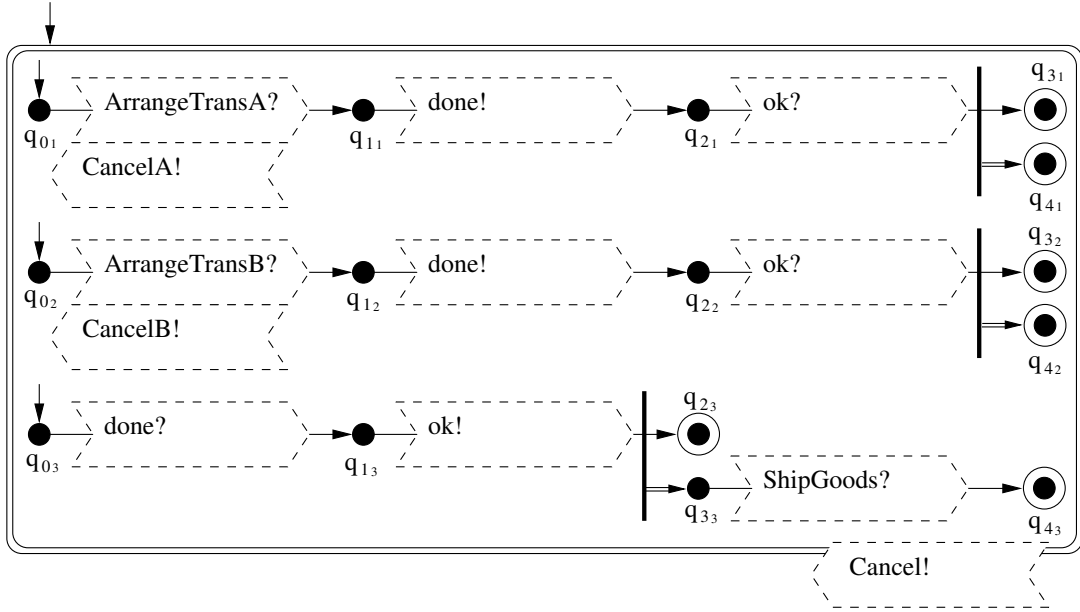 q₃₁
ArrangeTransA? done! ok?
q₀₁ q₁₁ q₂₁
CancelA!
q₄₁
q₃₂
ArrangeTransB? done! ok?
q₀₂ q₁₂ q₂₂
CancelB!
q₄₂
q₂₃
done? ok!
q₀₃ q₁₃
ShipGoods?
q₃₃ q₄₃
Cancel!